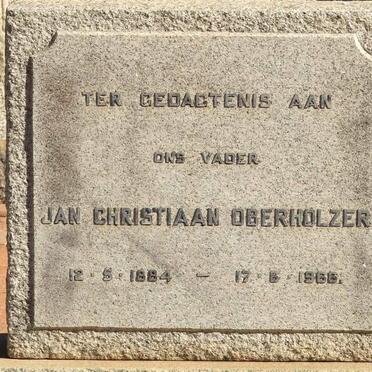 TER GEDAGTENIS AAN
ONS VADER
JAN CHRISTIAAN OBERHOLZER
12·5·1884 — 17·6·1966.